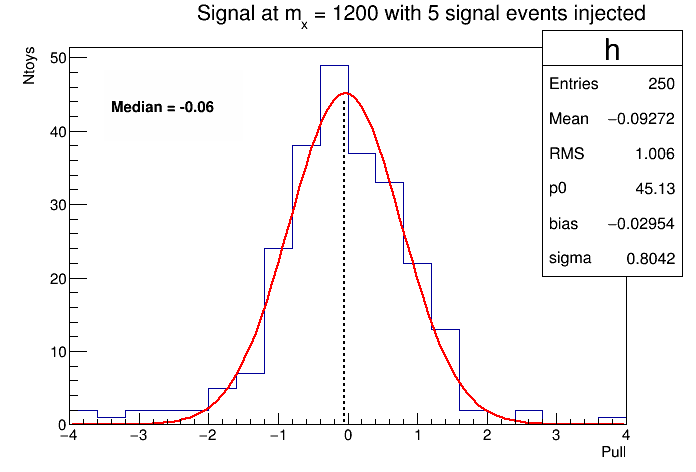 Signal at mx = 1200 with 5 signal events injected
h
Entries 250
Mean −0.09272
RMS 1.006
p0 45.13
bias −0.02954
sigma 0.8042
Median = -0.06
Ntoys
50
40
30
20
10
0
−4 −3 −2 −1 0 1 2 3 4
Pull